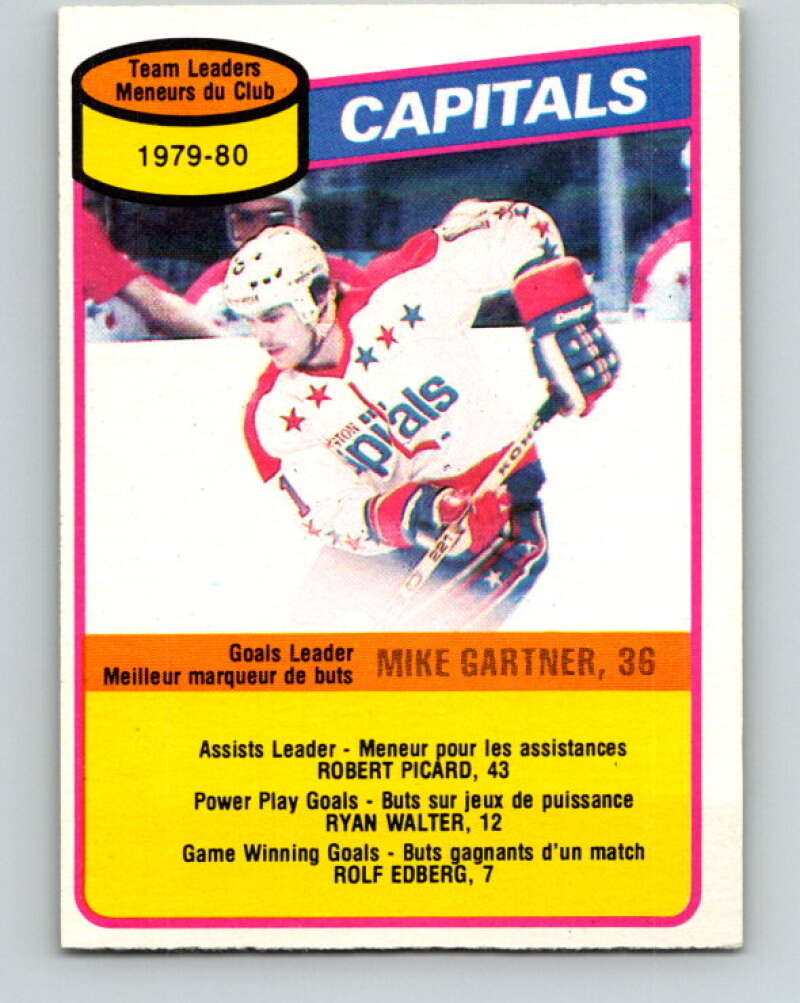 Team Leaders
Meneurs du Club
1979-80
CAPITALS
Goals Leader
Meilleur marqueur de buts
MIKE GARTNER, 36
Assists Leader - Meneur pour les assistances
ROBERT PICARD, 43
Power Play Goals - Buts sur jeux de puissance
RYAN WALTER, 12
Game Winning Goals - Buts gagnants d'un match
ROLF EDBERG, 7